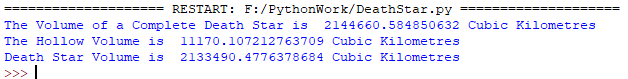 ==================== RESTART: F:/PythonWork/DeathStar.py ====================
The Volume of a Complete Death Star is  2144660.584850632 Cubic Kilometres
The Hollow Volume is  11170.107212763709 Cubic Kilometres
Death Star Volume is  2133490.4776378684 Cubic Kilometres
>>>